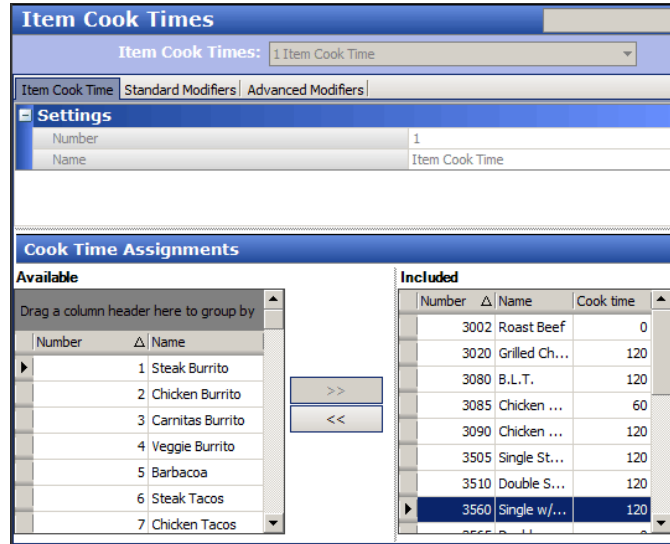 Item Cook Times
Item Cook Times: 1 Item Cook Time
Item Cook Time Standard Modifiers Advanced Modifiers
Settings
Number 1
Name Item Cook Time
Cook Time Assignments
Available
Drag a column header here to group by
Number Name
1 Steak Burrito
2 Chicken Burrito
3 Carnitas Burrito
4 Veggie Burrito
5 Barbacoa
6 Steak Tacos
7 Chicken Tacos
>>
<<
Included
Number Name Cook time
3002 Roast Beef 0
3020 Grilled Ch... 120
3080 B.L.T. 120
3085 Chicken ... 60
3090 Chicken ... 120
3505 Single St... 120
3510 Double S... 120
3560 Single w/... 120